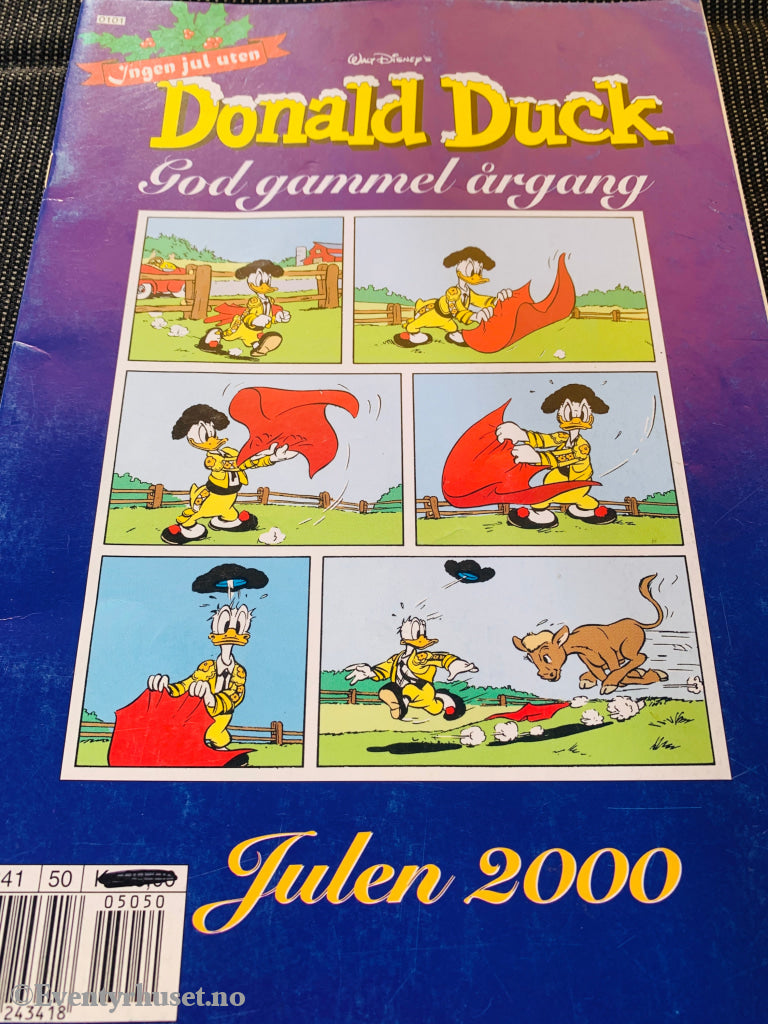 0101
Ingen jul uten
WALT DISNEY'S
Donald Duck
God gammel årgang
Julen 2000
41 50
05050
243418
©Eventyrhuset.no